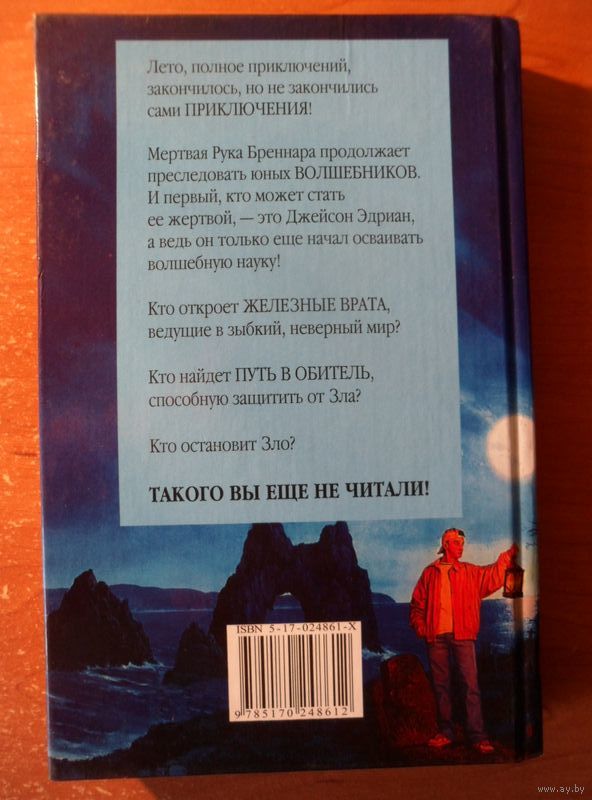 Лето, полное приключений,
закончилось, но не закончились
сами ПРИКЛЮЧЕНИЯ!
Мертвая Рука Бреннара продолжает
преследовать юных ВОЛШЕБНИКОВ.
И первый, кто может стать
ее жертвой, — это Джейсон Эдриан,
а ведь он только еще начал осваивать
волшебную науку!
Кто откроет ЖЕЛЕЗНЫЕ ВРАТА,
ведущие в зыбкий, неверный мир?
Кто найдет ПУТЬ В ОБИТЕЛЬ,
способную защитить от Зла?
Кто остановит Зло?
ТАКОГО ВЫ ЕЩЕ НЕ ЧИТАЛИ!
ISBN 5-17-024861-X
9 785170 248612
www.ay.by